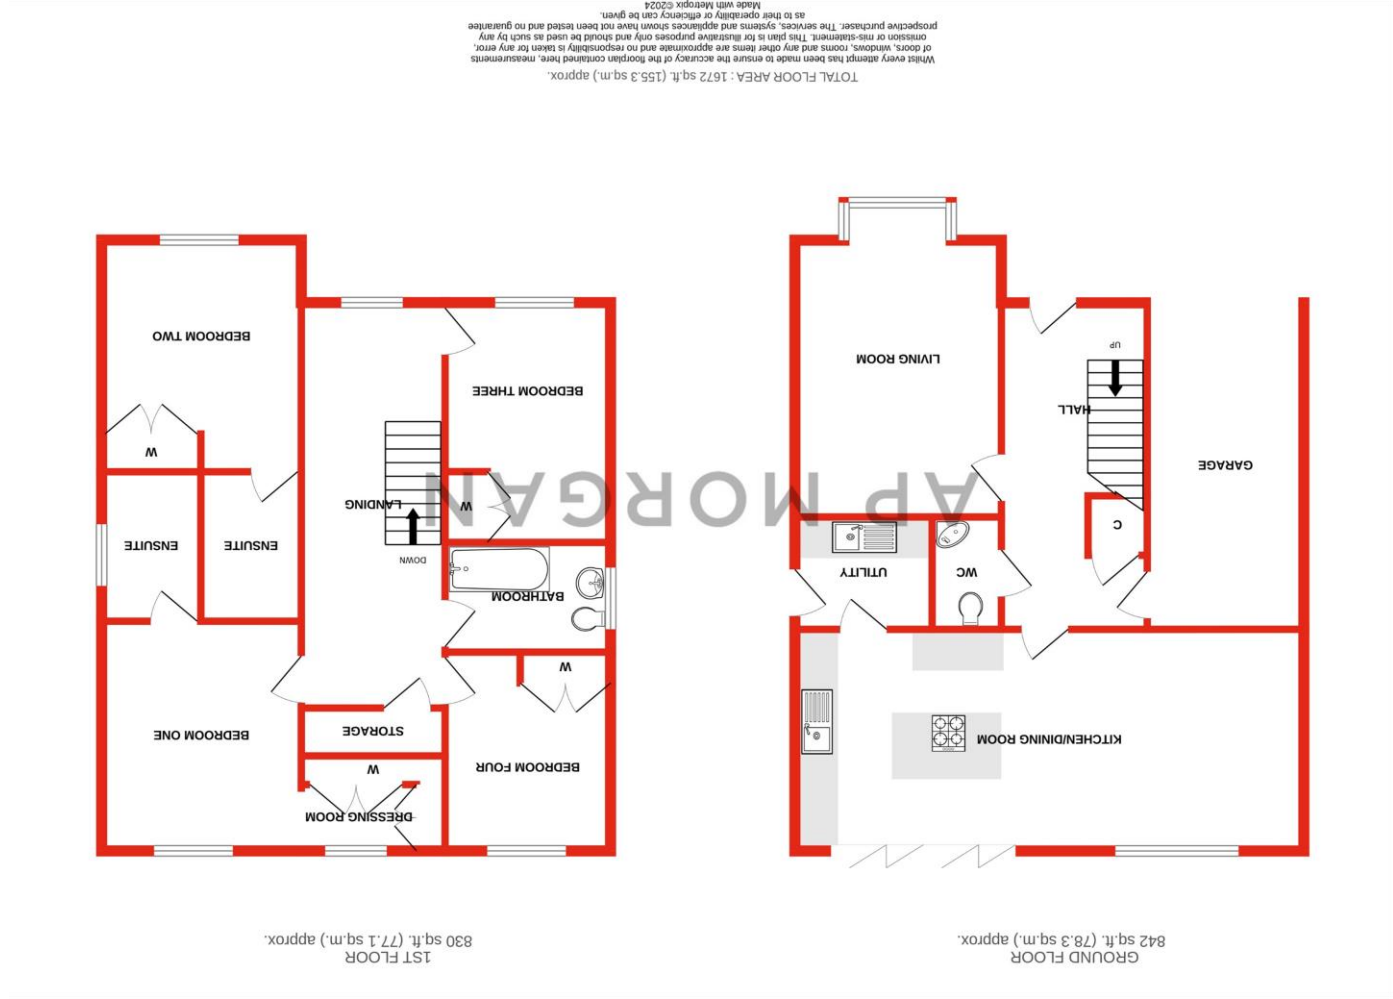 GROUND FLOOR
842 sq.ft. (78.3 sq.m.) approx.
1ST FLOOR
830 sq.ft. (77.1 sq.m.) approx.
KITCHEN/DINING ROOM
WC
UTILITY
C
GARAGE
HALL
UP
LIVING ROOM
DRESSING ROOM
W
BEDROOM FOUR
STORAGE
BEDROOM ONE
W
BATHROOM
DOWN
ENSUITE
ENSUITE
W
LANDING
W
BEDROOM THREE
BEDROOM TWO
AP MORGAN
TOTAL FLOOR AREA : 1672 sq.ft. (155.3 sq.m.) approx.
Whilst every attempt has been made to ensure the accuracy of the floorplan contained here, measurements
of doors, windows, rooms and any other items are approximate and no responsibility is taken for any error,
omission or mis-statement. This plan is for illustrative purposes only and should be used as such by any
prospective purchaser. The services, systems and appliances shown have not been tested and no guarantee
as to their operability or efficiency can be given.
Made with Metropix ©2024